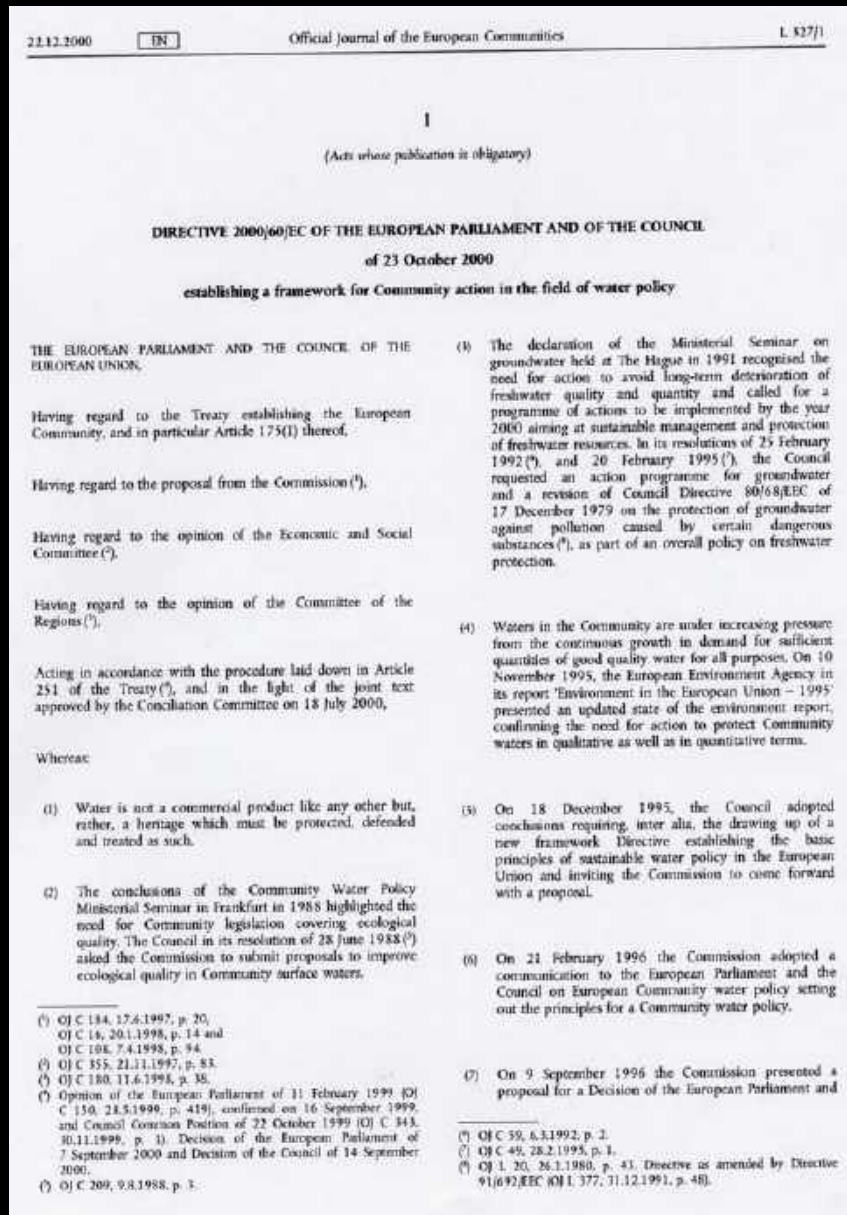 22.12.2000 EN Official Journal of the European Communities L 327/1
I
(Acts whose publication is obligatory)
DIRECTIVE 2000/60/EC OF THE EUROPEAN PARLIAMENT AND OF THE COUNCIL
of 23 October 2000
establishing a framework for Community action in the field of water policy
THE EUROPEAN PARLIAMENT AND THE COUNCIL OF THE
EUROPEAN UNION,
Having regard to the Treaty establishing the European
Community, and in particular Article 175(1) thereof,
Having regard to the proposal from the Commission (¹),
Having regard to the opinion of the Economic and Social
Committee (²),
Having regard to the opinion of the Committee of the
Regions (³),
Acting in accordance with the procedure laid down in Article
251 of the Treaty (⁴), and in the light of the joint text
approved by the Conciliation Committee on 18 July 2000,
Whereas:
(1) Water is not a commercial product like any other but,
rather, a heritage which must be protected, defended
and treated as such.
(2) The conclusions of the Community Water Policy
Ministerial Seminar in Frankfurt in 1988 highlighted the
need for Community legislation covering ecological
quality. The Council in its resolution of 28 June 1988 (⁵)
asked the Commission to submit proposals to improve
ecological quality in Community surface waters.
(¹) OJ C 184, 17.6.1997, p. 20,
OJ C 16, 20.1.1998, p. 14 and
OJ C 108, 7.4.1998, p. 94.
(²) OJ C 355, 21.11.1997, p. 83.
(³) OJ C 180, 11.6.1998, p. 38.
(⁴) Opinion of the European Parliament of 11 February 1999 (OJ
C 150, 28.5.1999, p. 419), confirmed on 16 September 1999,
and Council Common Position of 22 October 1999 (OJ C 343,
30.11.1999, p. 1). Decision of the European Parliament of
7 September 2000 and Decision of the Council of 14 September
2000.
(⁵) OJ C 209, 9.8.1988, p. 3.
(3) The declaration of the Ministerial Seminar on
groundwater held at The Hague in 1991 recognised the
need for action to avoid long-term deterioration of
freshwater quality and quantity and called for a
programme of actions to be implemented by the year
2000 aiming at sustainable management and protection
of freshwater resources. In its resolutions of 25 February
1992 (⁶), and 20 February 1995 (⁷), the Council
requested an action programme for groundwater
and a revision of Council Directive 80/68/EEC of
17 December 1979 on the protection of groundwater
against pollution caused by certain dangerous
substances (⁸), as part of an overall policy on freshwater
protection.
(4) Waters in the Community are under increasing pressure
from the continuous growth in demand for sufficient
quantities of good quality water for all purposes. On 10
November 1995, the European Environment Agency in
its report 'Environment in the European Union – 1995'
presented an updated state of the environment report,
confirming the need for action to protect Community
waters in qualitative as well as in quantitative terms.
(5) On 18 December 1995, the Council adopted
conclusions requiring, inter alia, the drawing up of a
new framework Directive establishing the basic
principles of sustainable water policy in the European
Union and inviting the Commission to come forward
with a proposal.
(6) On 21 February 1996 the Commission adopted a
communication to the European Parliament and the
Council on European Community water policy setting
out the principles for a Community water policy.
(7) On 9 September 1996 the Commission presented a
proposal for a Decision of the European Parliament and
(⁶) OJ C 59, 6.3.1992, p. 2.
(⁷) OJ C 49, 28.2.1995, p. 1.
(⁸) OJ L 20, 26.1.1980, p. 43. Directive as amended by Directive
91/692/EEC (OJ L 377, 31.12.1991, p. 48).